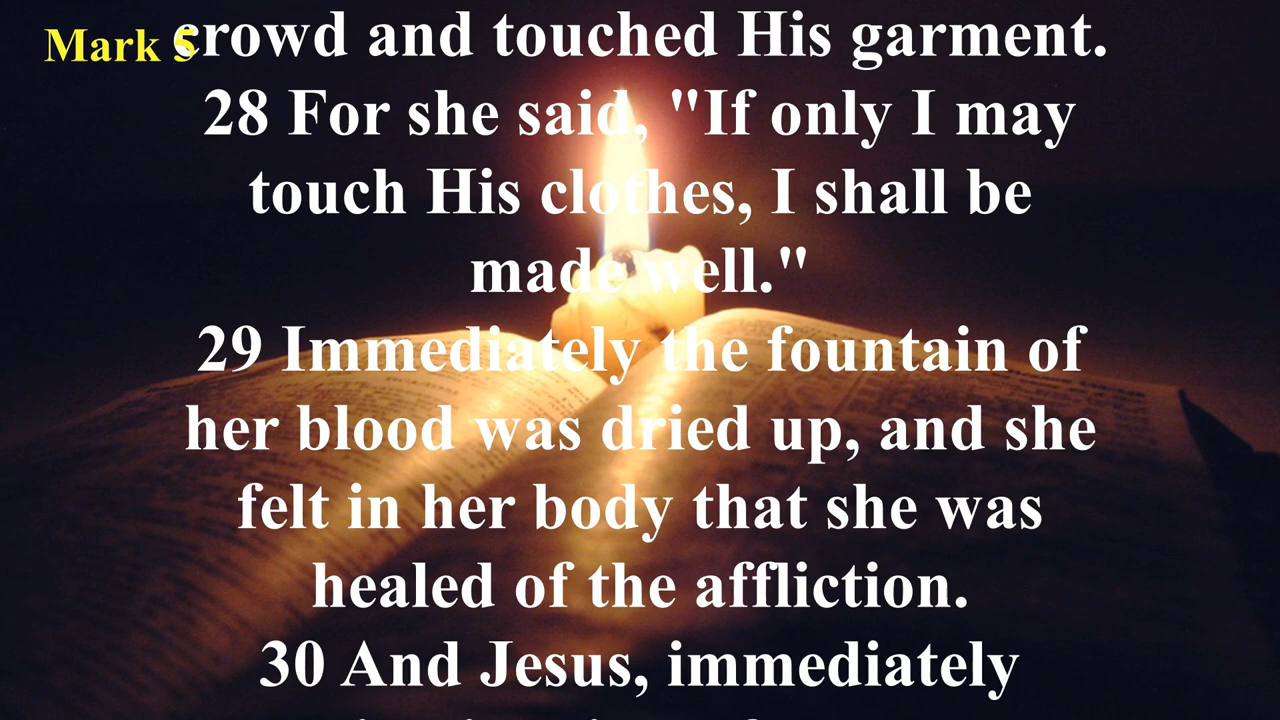 Mark 5
crowd and touched His garment.
28 For she said, "If only I may
touch His clothes, I shall be
made well."
29 Immediately the fountain of
her blood was dried up, and she
felt in her body that she was
healed of the affliction.
30 And Jesus, immediately